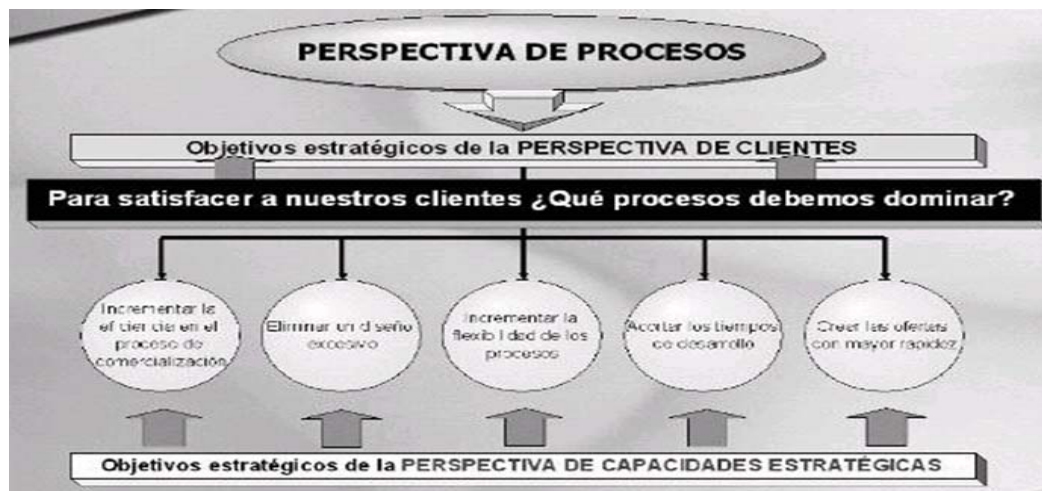 PERSPECTIVA DE PROCESOS
Objetivos estratégicos de la PERSPECTIVA DE CLIENTES
Para satisfacer a nuestros clientes ¿Qué procesos debemos dominar?
Incrementar la
eficiencia en el
proceso de
comercialización
Eliminar un diseño
excesivo
Incrementar la
flexibilidad de los
procesos
Acortar los tiempos
de desarrollo
Crear las ofertas
con mayor rapidez
Objetivos estratégicos de la PERSPECTIVA DE CAPACIDADES ESTRATÉGICAS